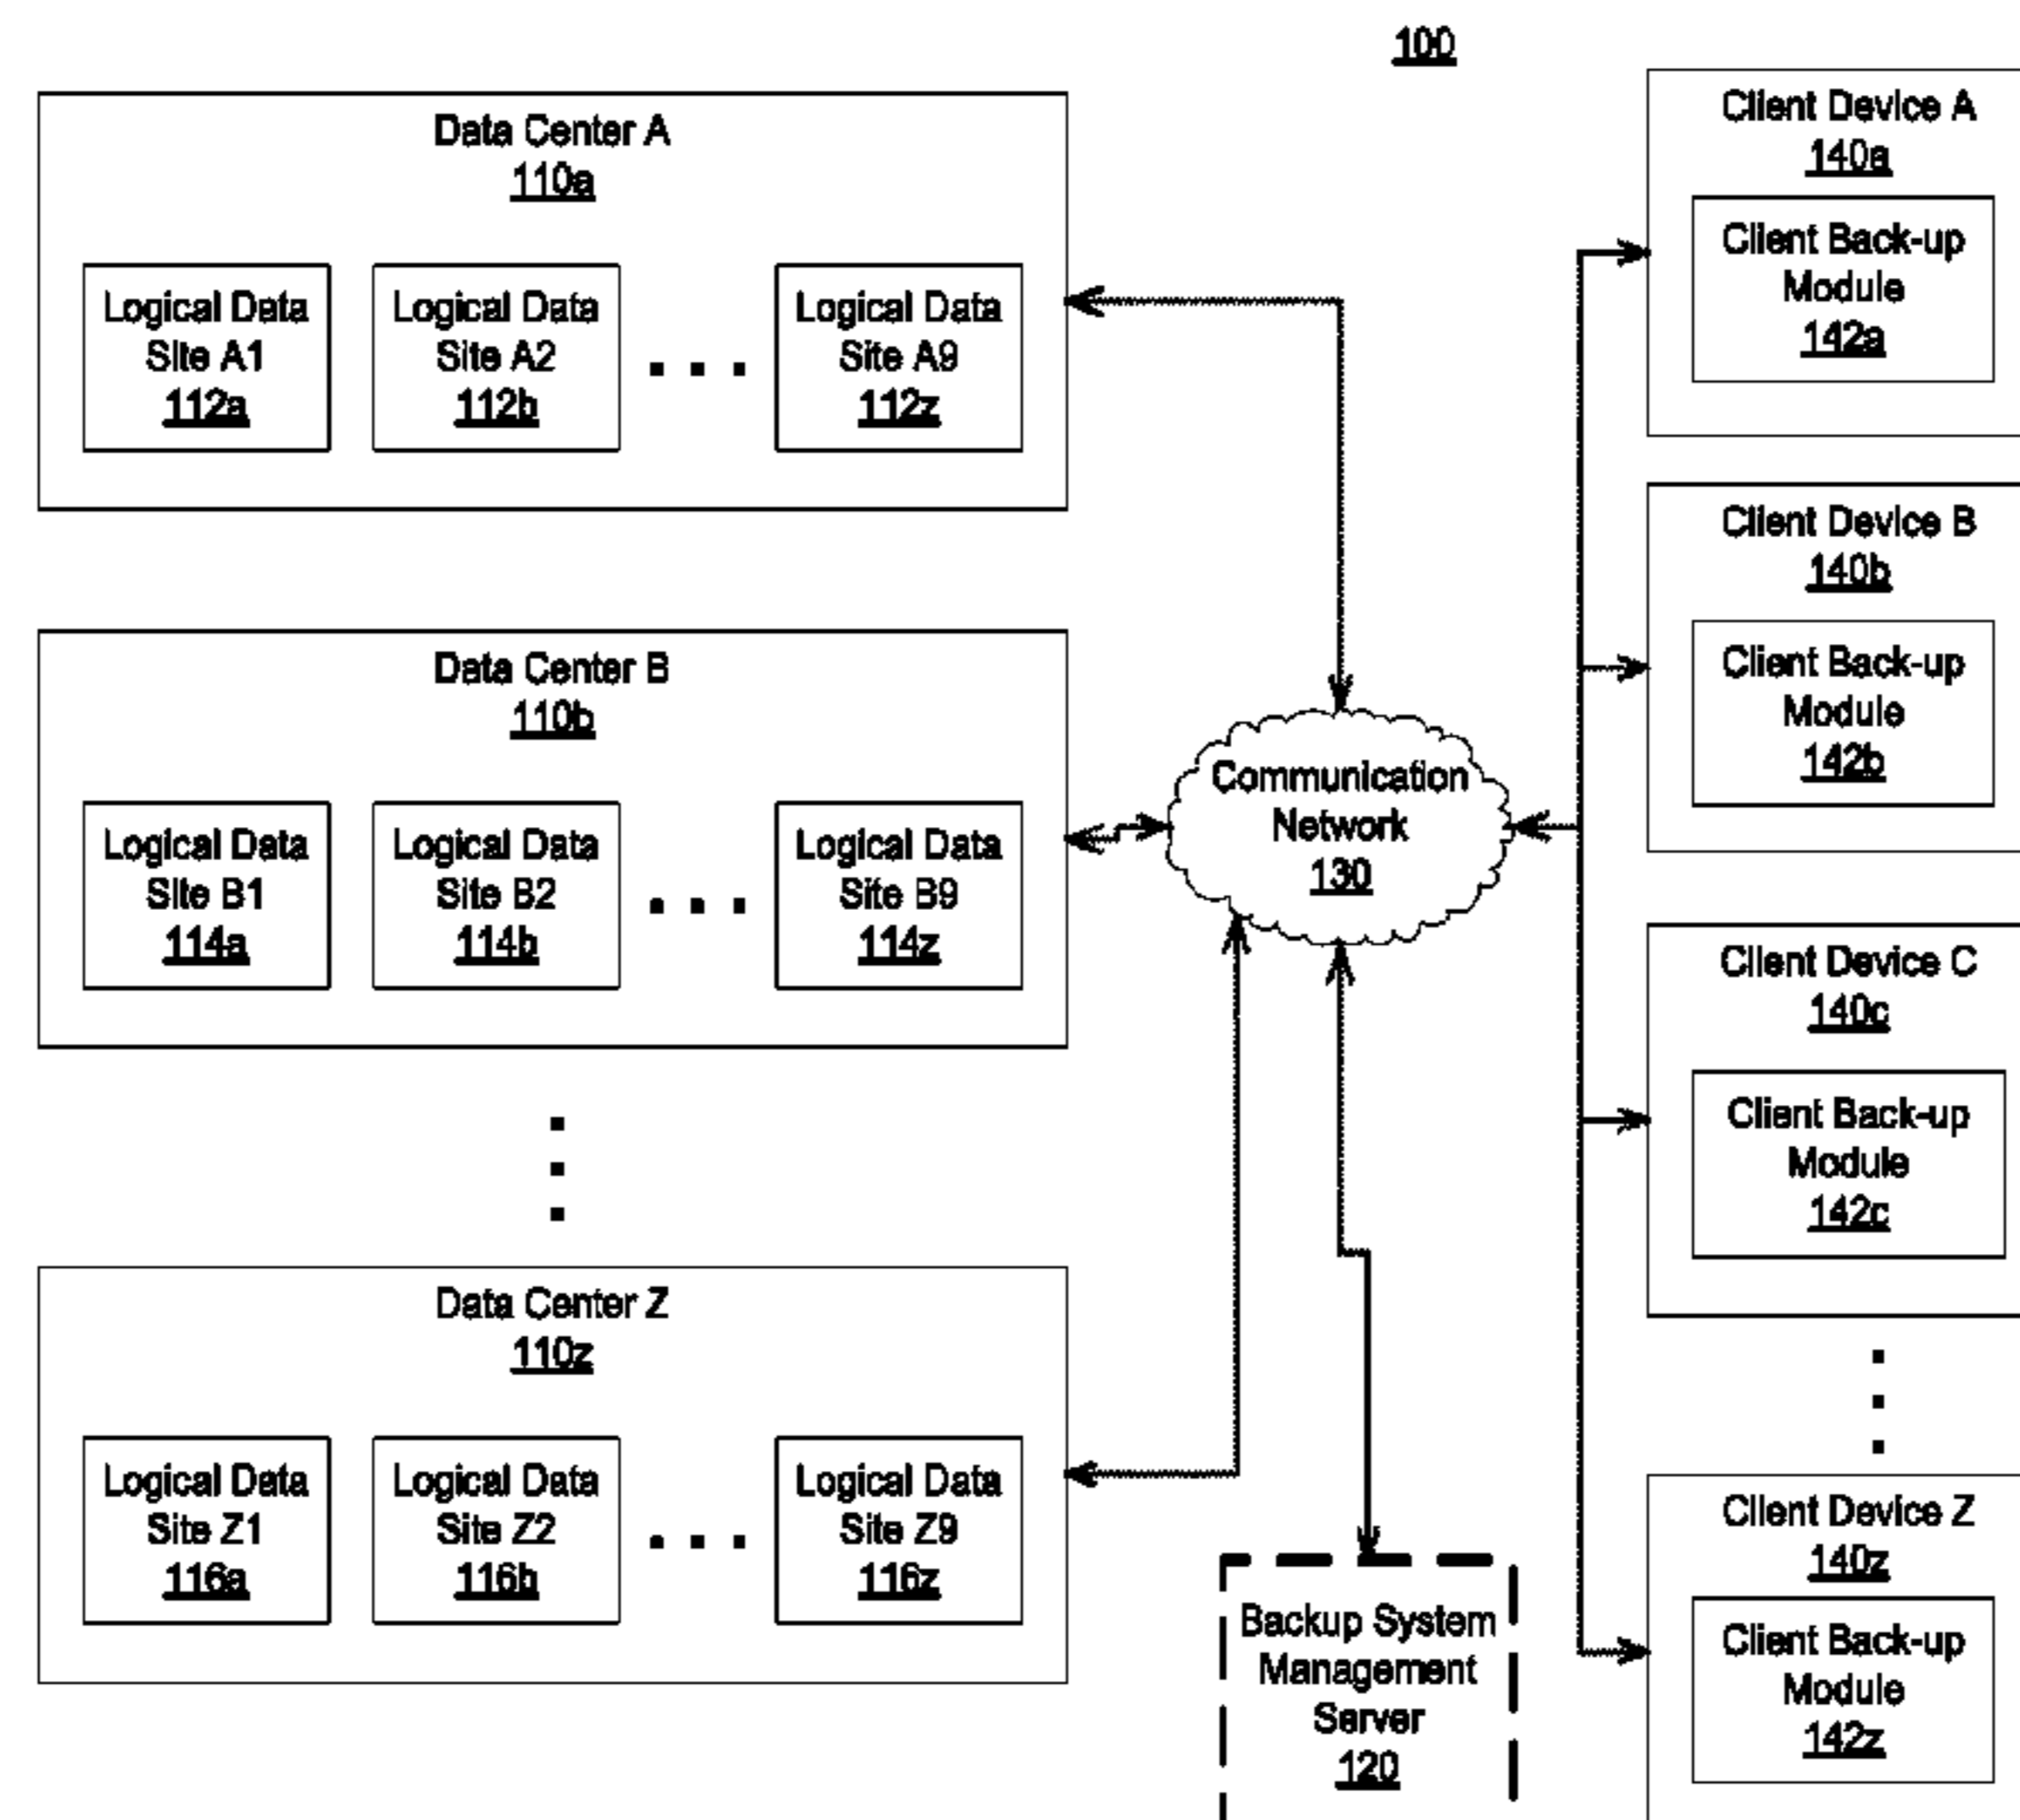 100
Data Center A
110a
Logical Data
Site A1
112a
Logical Data
Site A2
112b
. . .
Logical Data
Site A9
112z
Data Center B
110b
Logical Data
Site B1
114a
Logical Data
Site B2
114b
. . .
Logical Data
Site B9
114z
Data Center Z
110z
Logical Data
Site Z1
116a
Logical Data
Site Z2
116b
. . .
Logical Data
Site Z9
116z
Communication
Network
130
Backup System
Management
Server
120
Client Device A
140a
Client Back-up
Module
142a
Client Device B
140b
Client Back-up
Module
142b
Client Device C
140c
Client Back-up
Module
142c
Client Device Z
140z
Client Back-up
Module
142z